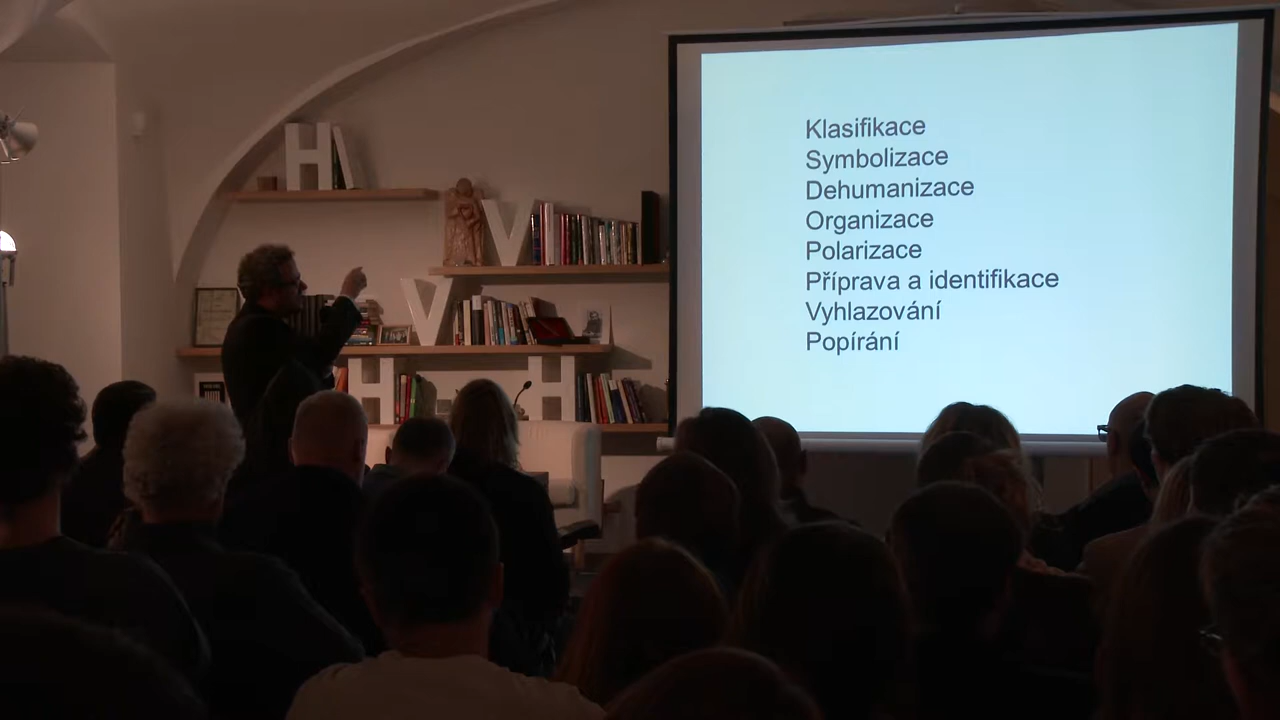 H
V
V
H H
Klasifikace
Symbolizace
Dehumanizace
Organizace
Polarizace
Příprava a identifikace
Vyhlazování
Popírání